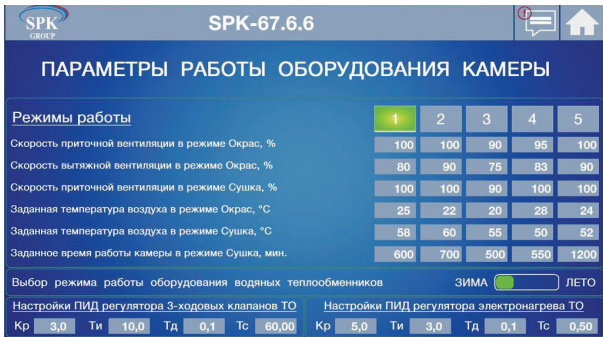 SPK
GROUP
SPK-67.6.6
ПАРАМЕТРЫ РАБОТЫ ОБОРУДОВАНИЯ КАМЕРЫ
Режимы работы 1 2 3 4 5
Скорость приточной вентиляции в режиме Окрас, % 100 100 90 95 100
Скорость вытяжной вентиляции в режиме Окрас, % 80 90 75 83 90
Скорость приточной вентиляции в режиме Сушка, % 100 100 90 100 100
Заданная температура воздуха в режиме Окрас, °С 25 22 20 28 24
Заданная температура воздуха в режиме Сушка, °С 58 60 55 50 52
Заданное время работы камеры в режиме Сушка, мин. 600 700 500 550 1200
Выбор режима работы оборудования водяных теплообменников ЗИМА ЛЕТО
Настройки ПИД регулятора 3-ходовых клапанов ТО Настройки ПИД регулятора электронагрева ТО
Кр 3,0 Ти 10,0 Тд 0,1 Тс 60,00 Кр 5,0 Ти 3,0 Тд 0,1 Тс 0,50